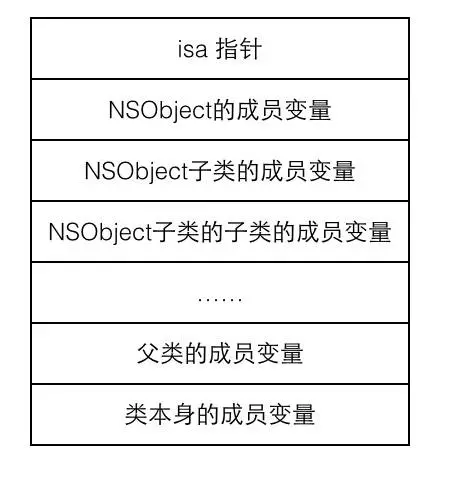 isa 指针
NSObject的成员变量
NSObject子类的成员变量
NSObject子类的子类的成员变量
……
父类的成员变量
类本身的成员变量